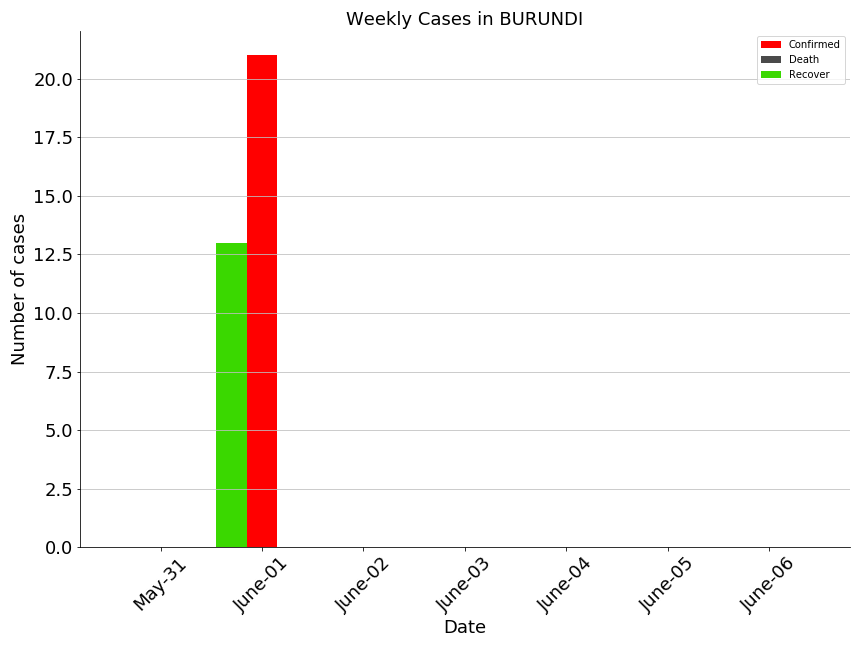 Weekly Cases in BURUNDI
Confirmed
Death
Recover
Number of cases
20.0
17.5
15.0
12.5
10.0
7.5
5.0
2.5
0.0
May-31
June-01
June-02
June-03
June-04
June-05
June-06
Date